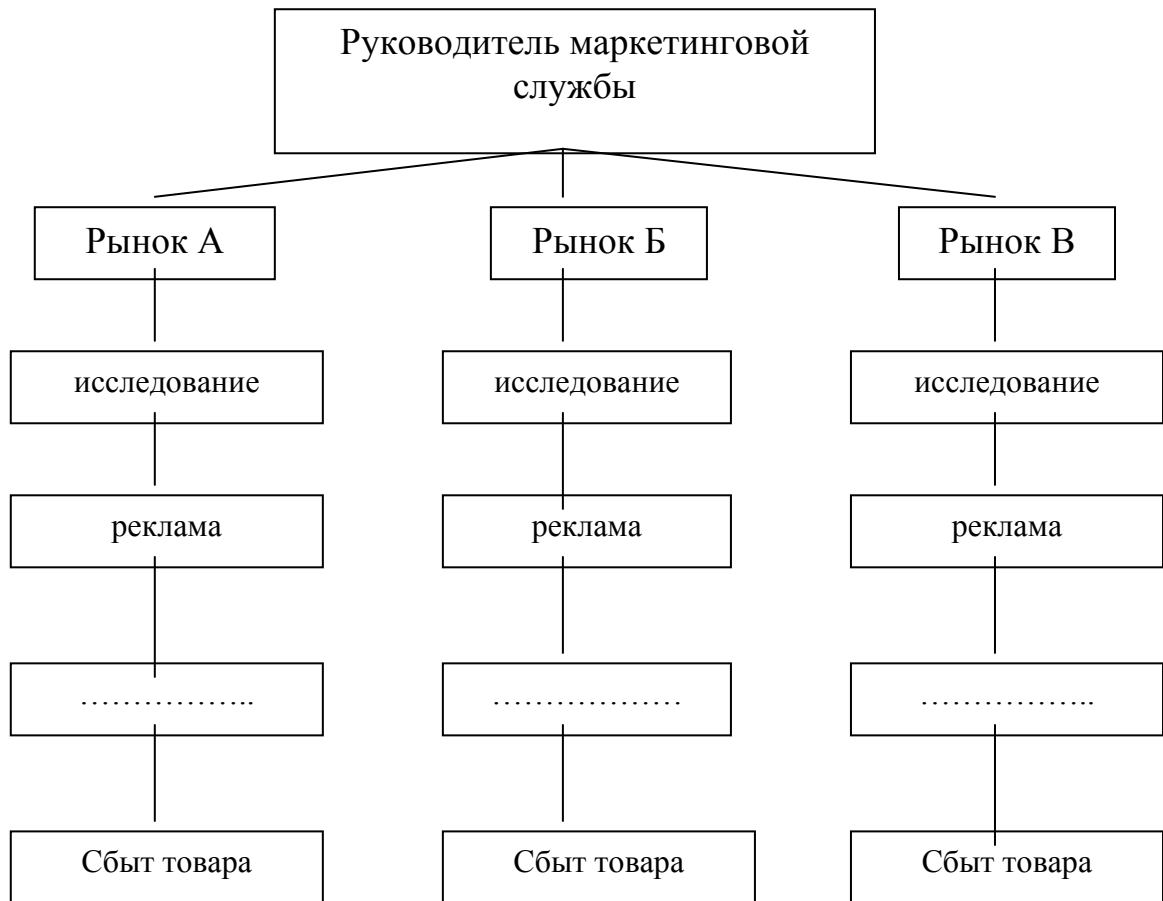 Руководитель маркетинговой
службы
Рынок А
Рынок Б
Рынок В
исследование
исследование
исследование
реклама
реклама
реклама
……………..
………………
……………..
Сбыт товара
Сбыт товара
Сбыт товара